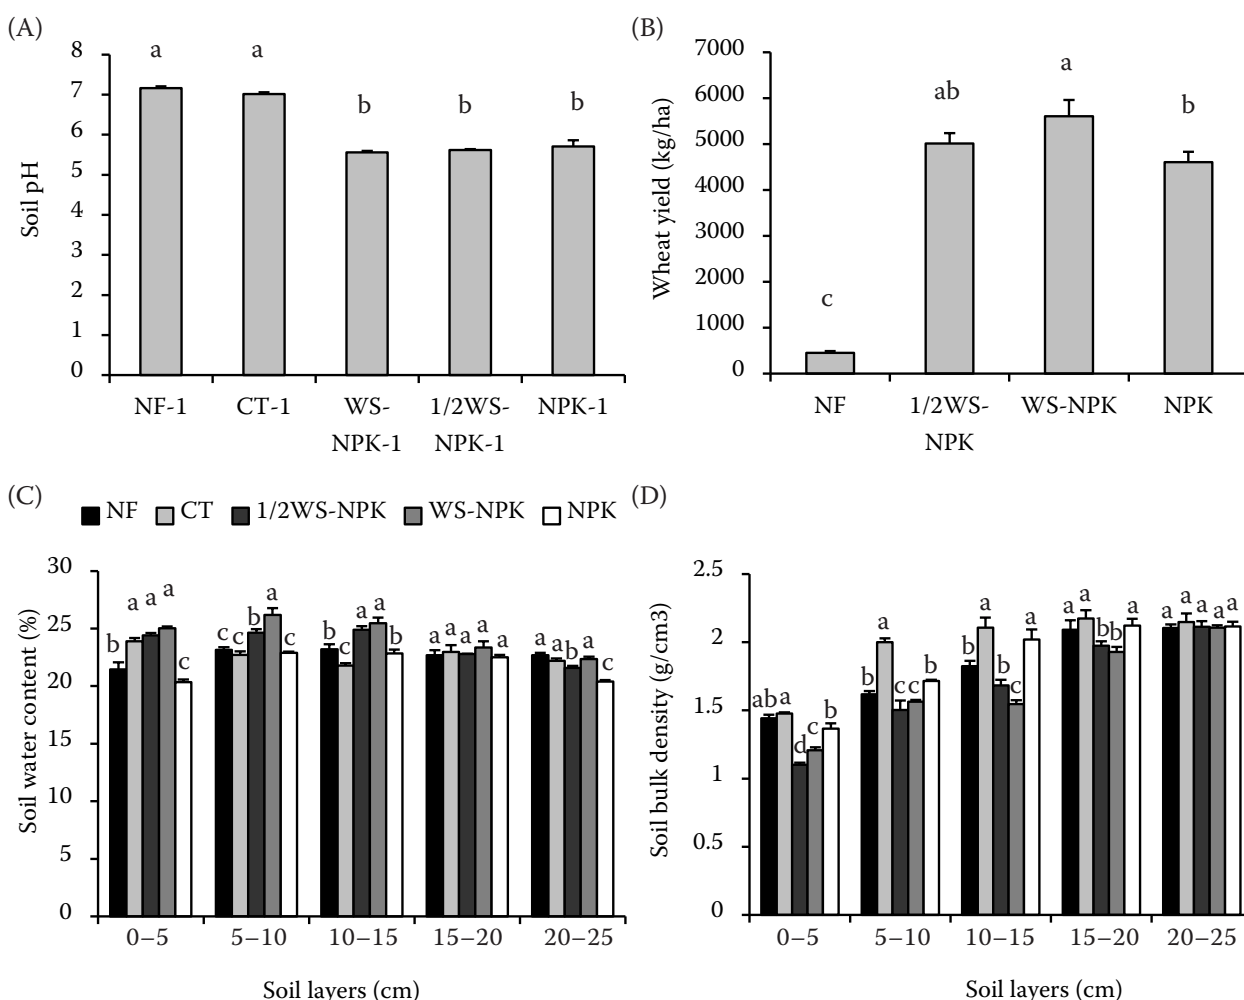 (A)
8
7
6
5
4
3
2
1
0
Soil pH
a
a
b
b
b
NF-1
CT-1
WS-
NPK-1
1/2WS-
NPK-1
NPK-1
(B)
7000
6000
5000
4000
3000
2000
1000
0
Wheat yield (kg/ha)
c
ab
a
b
NF
1/2WS-
NPK
WS-NPK
NPK
(C)
NF CT 1/2WS-NPK WS-NPK NPK
30
25
20
15
10
5
0
Soil water content (%)
b a a a c
c c b a c
b c a a b
a a a a a
a a b a c
0–5 5–10 10–15 15–20 20–25
Soil layers (cm)
(D)
2.5
2
1.5
1
0.5
0
Soil bulk density (g/cm3)
ab a d c b
b a c c b
b a b c a
a a b b a
a a a a a
0–5 5–10 10–15 15–20 20–25
Soil layers (cm)